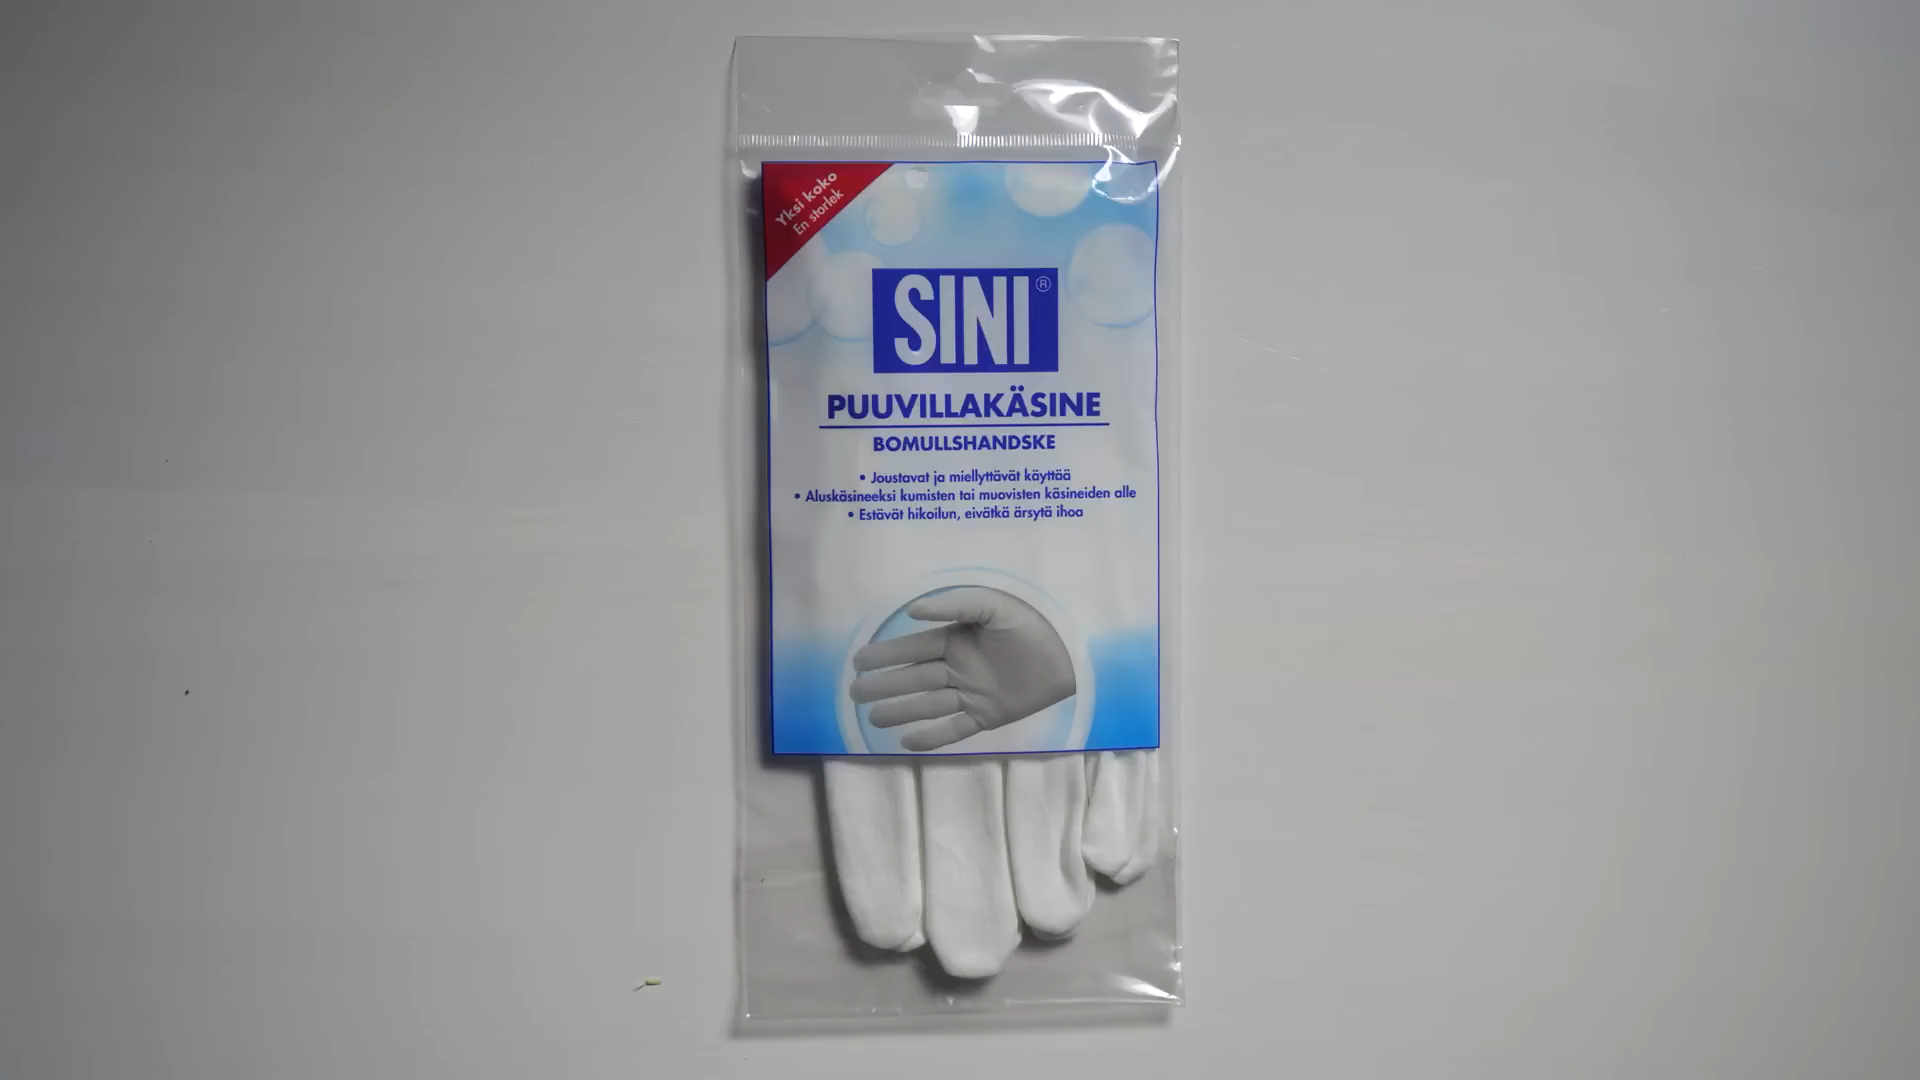 Yksi koko
En storlek
SINI®
PUUVILLAKÄSINE
BOMULLSHANDSKE
• Joustavat ja miellyttävät käyttää
• Aluskäsineeksi kumisten tai muovisten käsineiden alle
• Estävät hikoilun, eivätkä ärsytä ihoa